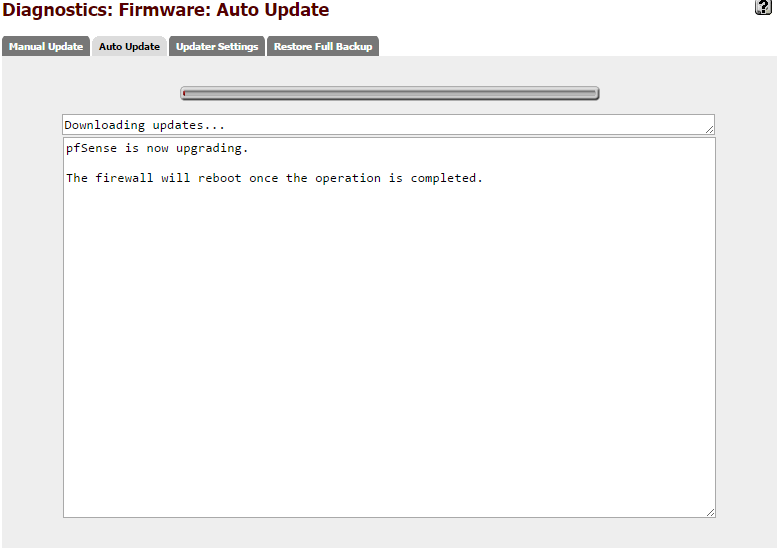 Diagnostics: Firmware: Auto Update
?
Manual Update Auto Update Updater Settings Restore Full Backup
Downloading updates...
pfSense is now upgrading.
The firewall will reboot once the operation is completed.